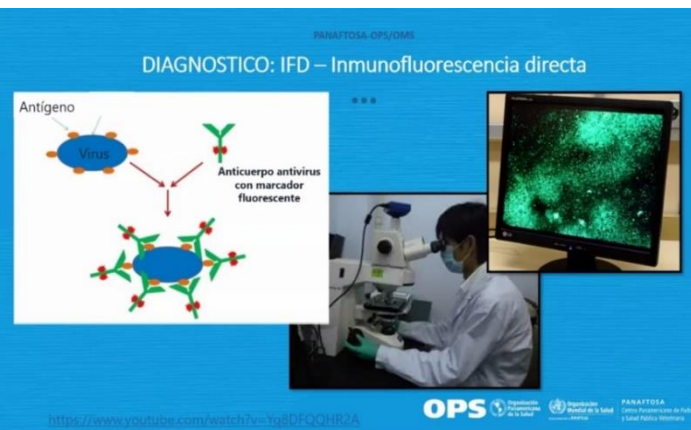 PANAFTOSA-OPS/OMS
DIAGNOSTICO: IFD – Inmunofluorescencia directa
Antígeno
Virus
Anticuerpo antivirus
con marcador
fluorescente
https://www.youtube.com/watch?v=Yg8DFQOHR2A
OPS
Organización
Panamericana
de la Salud
Organización
Mundial de la Salud
PANAFTOSA
Centro Panamericano de
y Salud Pública Veterinaria